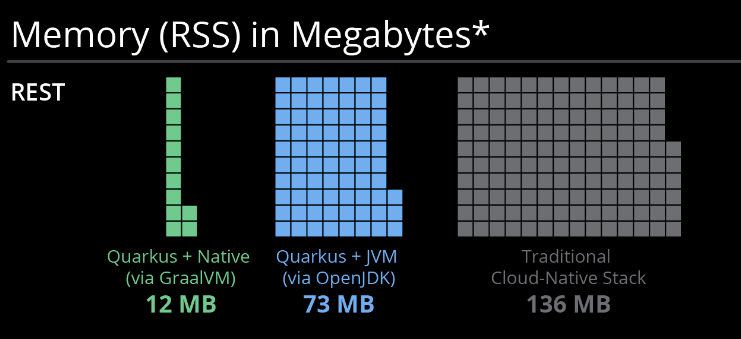 Memory (RSS) in Megabytes*
REST
Quarkus + Native
(via GraalVM)
12 MB
Quarkus + JVM
(via OpenJDK)
73 MB
Traditional
Cloud-Native Stack
136 MB